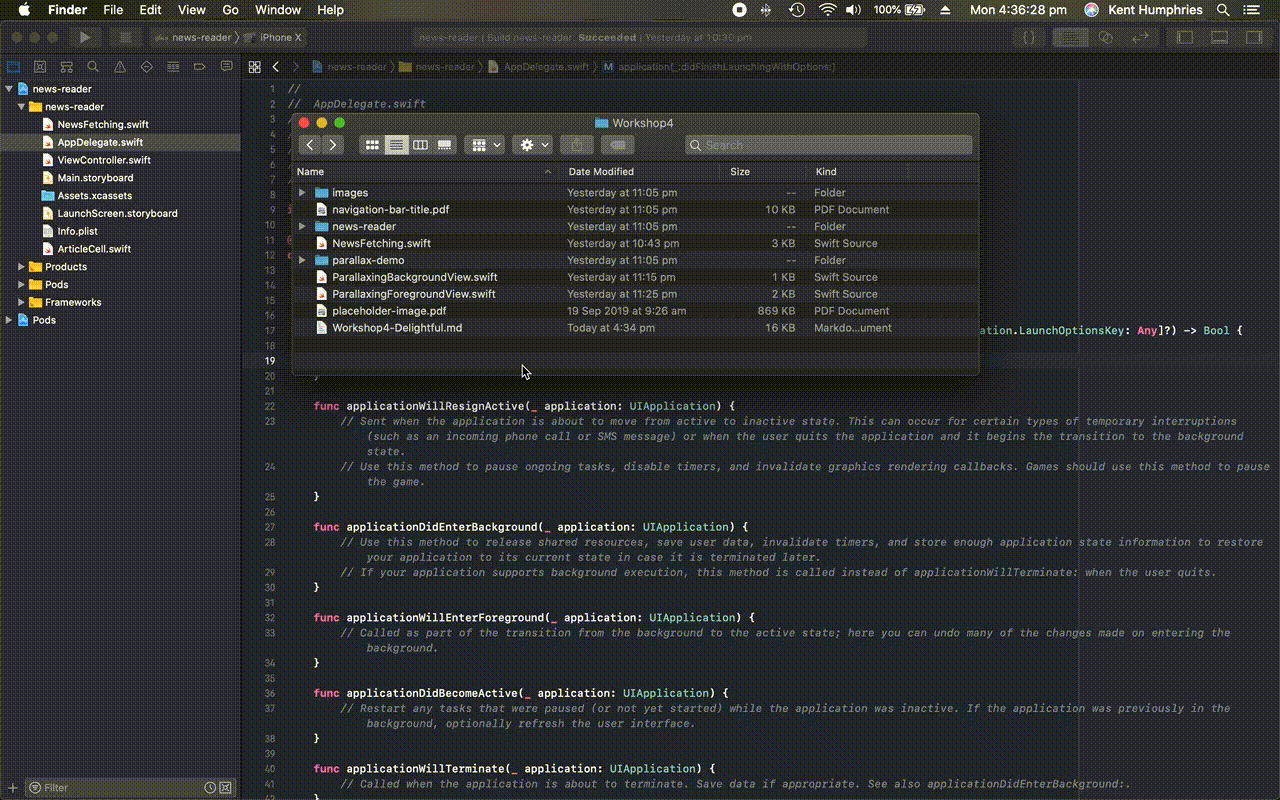 Finder File Edit View Go Window Help 100% Mon 4:36:28 pm Kent Humphries
news-reader iPhone X news-reader | Build news-reader: Succeeded | Yesterday at 10:30 pm
news-reader news-reader AppDelegate.swift M application(_:didFinishLaunchingWithOptions:)
news-reader
news-reader
NewsFetching.swift
AppDelegate.swift
ViewController.swift
Main.storyboard
Assets.xcassets
LaunchScreen.storyboard
Info.plist
ArticleCell.swift
Products
Pods
Frameworks
Pods
Filter
1 //
2 // AppDelegate.swift
3
4
5
6
7
8
9
10
11
12
13
14
15
16
Workshop4
Search
Name Date Modified Size Kind
images Yesterday at 11:05 pm -- Folder
navigation-bar-title.pdf Yesterday at 11:05 pm 10 KB PDF Document
news-reader Yesterday at 11:05 pm -- Folder
NewsFetching.swift Yesterday at 10:43 pm 3 KB Swift Source
parallax-demo Yesterday at 11:05 pm -- Folder
ParallaxingBackgroundView.swift Yesterday at 11:15 pm 1 KB Swift Source
ParallaxingForegroundView.swift Yesterday at 11:25 pm 2 KB Swift Source
placeholder-image.pdf 19 Sep 2019 at 9:26 am 869 KB PDF Document
Workshop4-Delightful.md Today at 4:34 pm 16 KB Markdo...ument
17 ation.LaunchOptionsKey: Any]?) -> Bool {
18
19
20 }
21
22 func applicationWillResignActive(_ application: UIApplication) {
23 // Sent when the application is about to move from active to inactive state. This can occur for certain types of temporary interruptions
(such as an incoming phone call or SMS message) or when the user quits the application and it begins the transition to the background
state.
24 // Use this method to pause ongoing tasks, disable timers, and invalidate graphics rendering callbacks. Games should use this method to pause
the game.
25 }
26
27 func applicationDidEnterBackground(_ application: UIApplication) {
28 // Use this method to release shared resources, save user data, invalidate timers, and store enough application state information to restore
your application to its current state in case it is terminated later.
29 // If your application supports background execution, this method is called instead of applicationWillTerminate: when the user quits.
30 }
31
32 func applicationWillEnterForeground(_ application: UIApplication) {
33 // Called as part of the transition from the background to the active state; here you can undo many of the changes made on entering the
background.
34 }
35
36 func applicationDidBecomeActive(_ application: UIApplication) {
37 // Restart any tasks that were paused (or not yet started) while the application was inactive. If the application was previously in the
background, optionally refresh the user interface.
38 }
39
40 func applicationWillTerminate(_ application: UIApplication) {
41 // Called when the application is about to terminate. Save data if appropriate. See also applicationDidEnterBackground:.
42 }